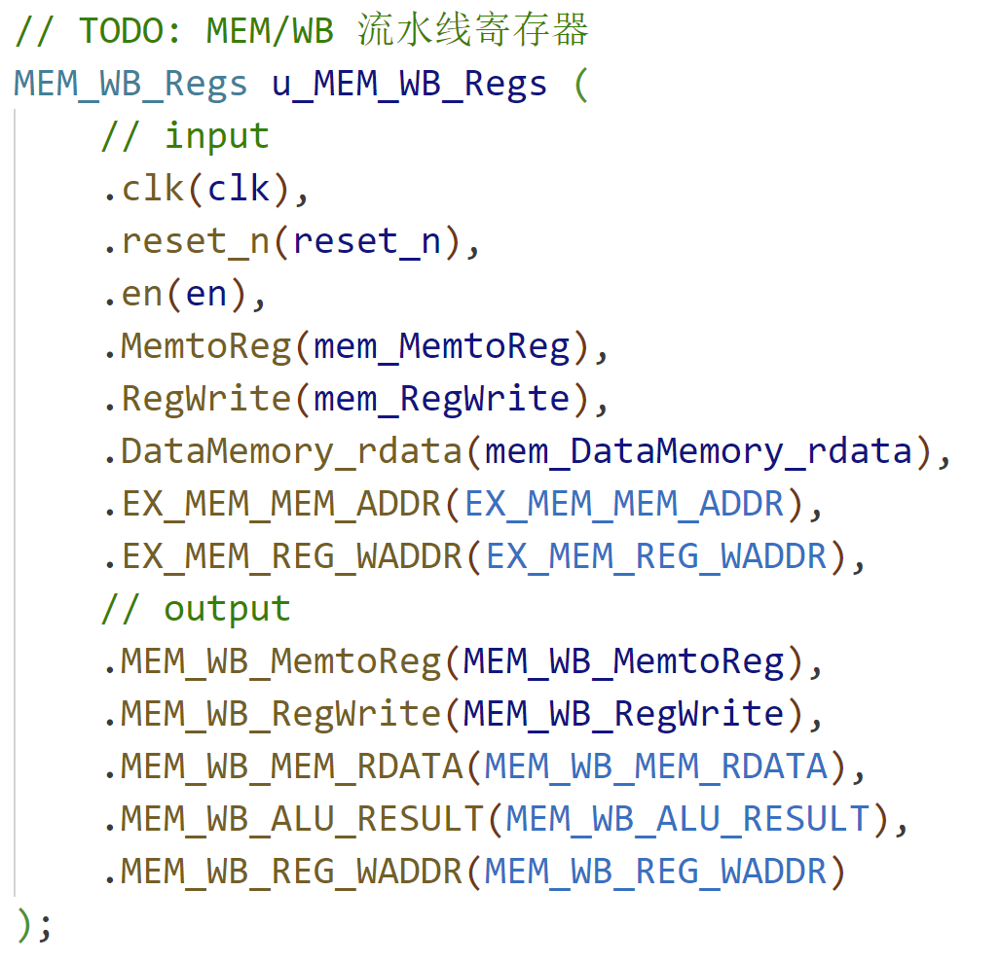 // TODO: MEM/WB 流水线寄存器
MEM_WB_Regs u_MEM_WB_Regs (
    // input
    .clk(clk),
    .reset_n(reset_n),
    .en(en),
    .MemtoReg(mem_MemtoReg),
    .RegWrite(mem_RegWrite),
    .DataMemory_rdata(mem_DataMemory_rdata),
    .EX_MEM_MEM_ADDR(EX_MEM_MEM_ADDR),
    .EX_MEM_REG_WADDR(EX_MEM_REG_WADDR),
    // output
    .MEM_WB_MemtoReg(MEM_WB_MemtoReg),
    .MEM_WB_RegWrite(MEM_WB_RegWrite),
    .MEM_WB_MEM_RDATA(MEM_WB_MEM_RDATA),
    .MEM_WB_ALU_RESULT(MEM_WB_ALU_RESULT),
    .MEM_WB_REG_WADDR(MEM_WB_REG_WADDR)
);